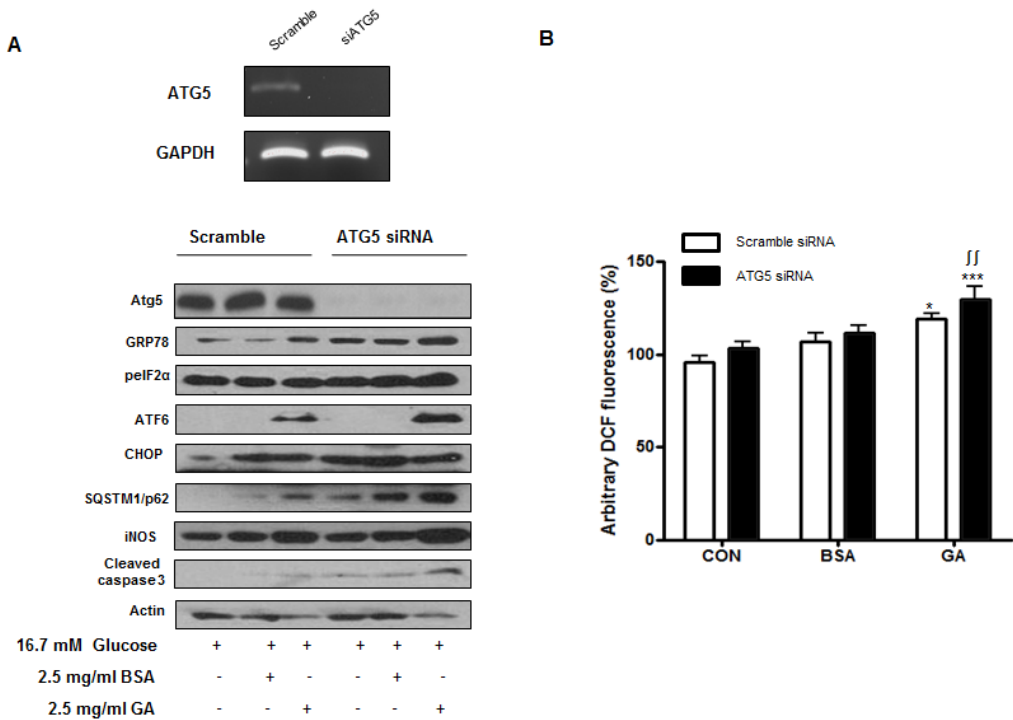 A
Scramble
siATG5
ATG5
GAPDH
Scramble
ATG5 siRNA
Atg5
GRP78
peIF2α
ATF6
CHOP
SQSTM1/p62
iNOS
Cleaved
caspase 3
Actin
16.7 mM Glucose + + + + + +
2.5 mg/ml BSA - + - - + -
2.5 mg/ml GA - - + - - +
B
Scramble siRNA
ATG5 siRNA
Arbitrary DCF fluorescence (%)
150
100
50
0
*
∫∫
***
CON
BSA
GA